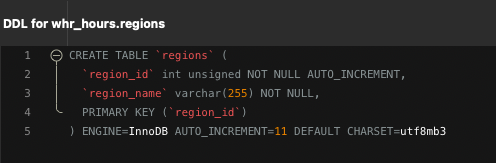 DDL for whr_hours.regions
1 CREATE TABLE `regions` (
2 `region_id` int unsigned NOT NULL AUTO_INCREMENT,
3 `region_name` varchar(255) NOT NULL,
4 PRIMARY KEY (`region_id`)
5 ) ENGINE=InnoDB AUTO_INCREMENT=11 DEFAULT CHARSET=utf8mb3